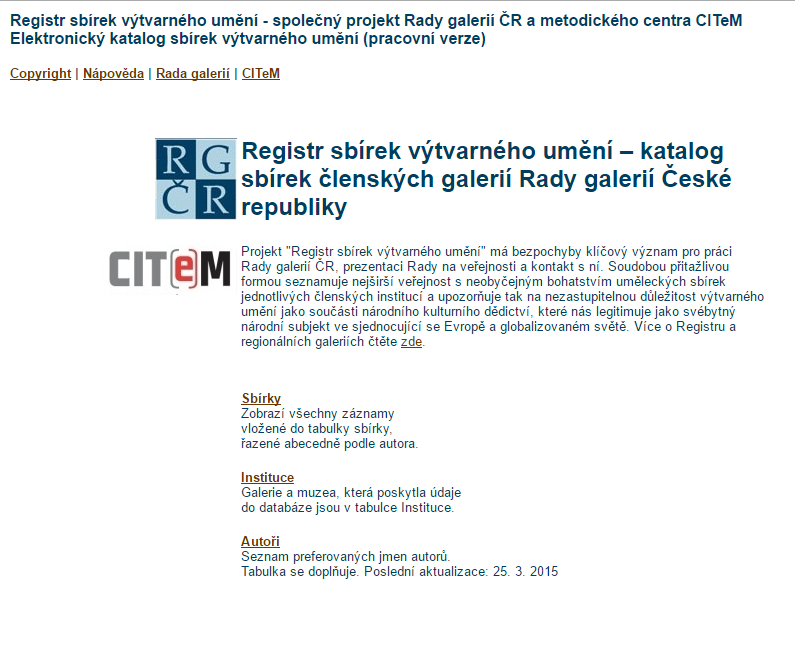 Registr sbírek výtvarného umění - společný projekt Rady galerií ČR a metodického centra CITeM
Elektronický katalog sbírek výtvarného umění (pracovní verze)
Copyright | Nápověda | Rada galerií | CITeM
RG
ČR
Registr sbírek výtvarného umění – katalog
sbírek členských galerií Rady galerií České
republiky
CIT[e]M
Projekt "Registr sbírek výtvarného umění" má bezpochyby klíčový význam pro práci
Rady galerií ČR, prezentaci Rady na veřejnosti a kontakt s ní. Soudobou přitažlivou
formou seznamuje nejširší veřejnost s neobyčejným bohatstvím uměleckých sbírek
jednotlivých členských institucí a upozorňuje tak na nezastupitelnou důležitost výtvarného
umění jako součásti národního kulturního dědictví, které nás legitimuje jako svébytný
národní subjekt ve sjednocující se Evropě a globalizovaném světě. Více o Registru a
regionálních galeriích čtěte zde.
Sbírky
Zobrazí všechny záznamy
vložené do tabulky sbírky,
řazené abecedně podle autora.
Instituce
Galerie a muzea, která poskytla údaje
do databáze jsou v tabulce Instituce.
Autoři
Seznam preferovaných jmen autorů.
Tabulka se doplňuje. Poslední aktualizace: 25. 3. 2015